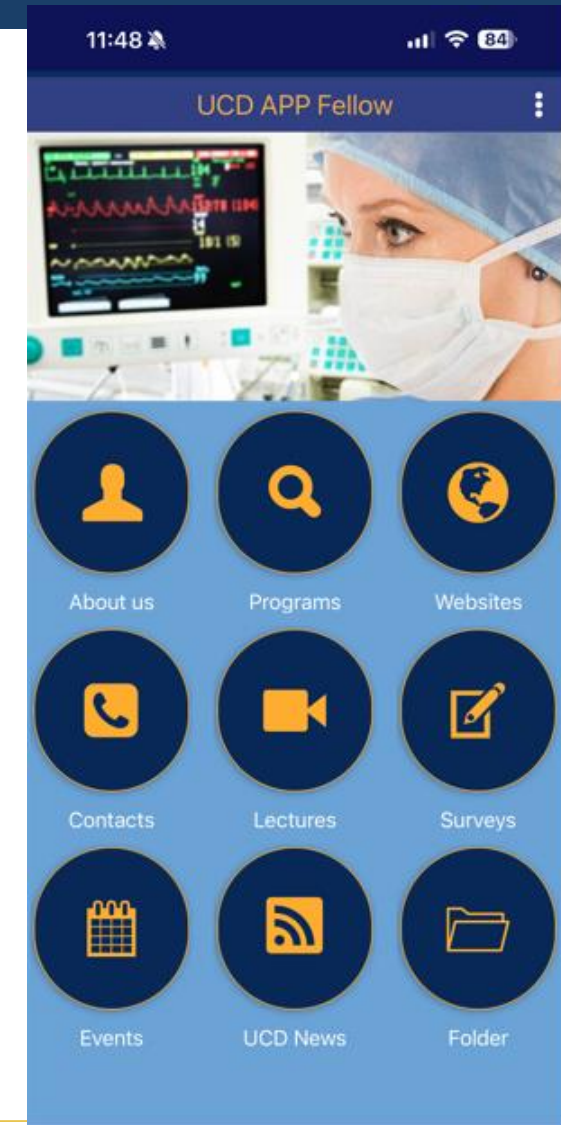 11:48
84
UCD APP Fellow
About us
Programs
Websites
Contacts
Lectures
Surveys
Events
UCD News
Folder